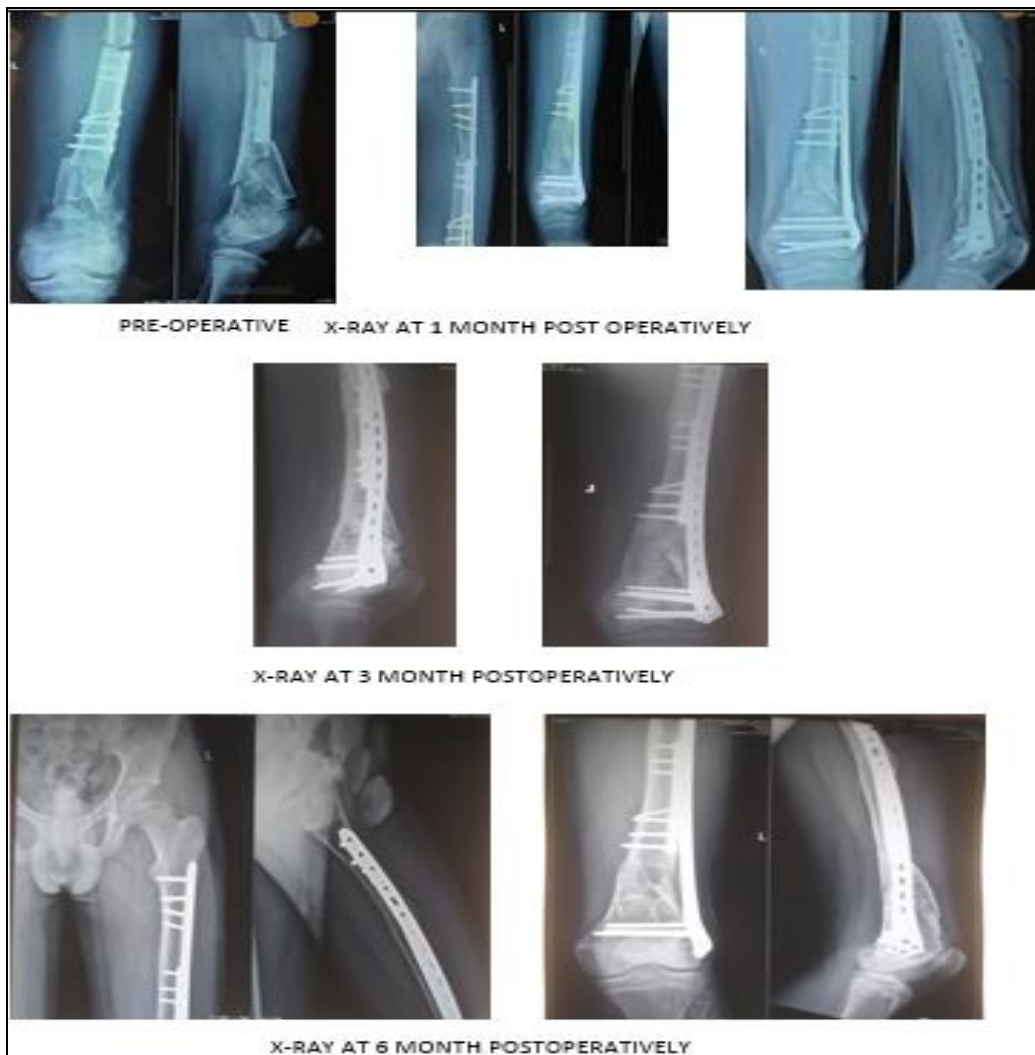 PRE-OPERATIVE X-RAY AT 1 MONTH POST OPERATIVELY
X-RAY AT 3 MONTH POSTOPERATIVELY
L
L
X-RAY AT 6 MONTH POSTOPERATIVELY